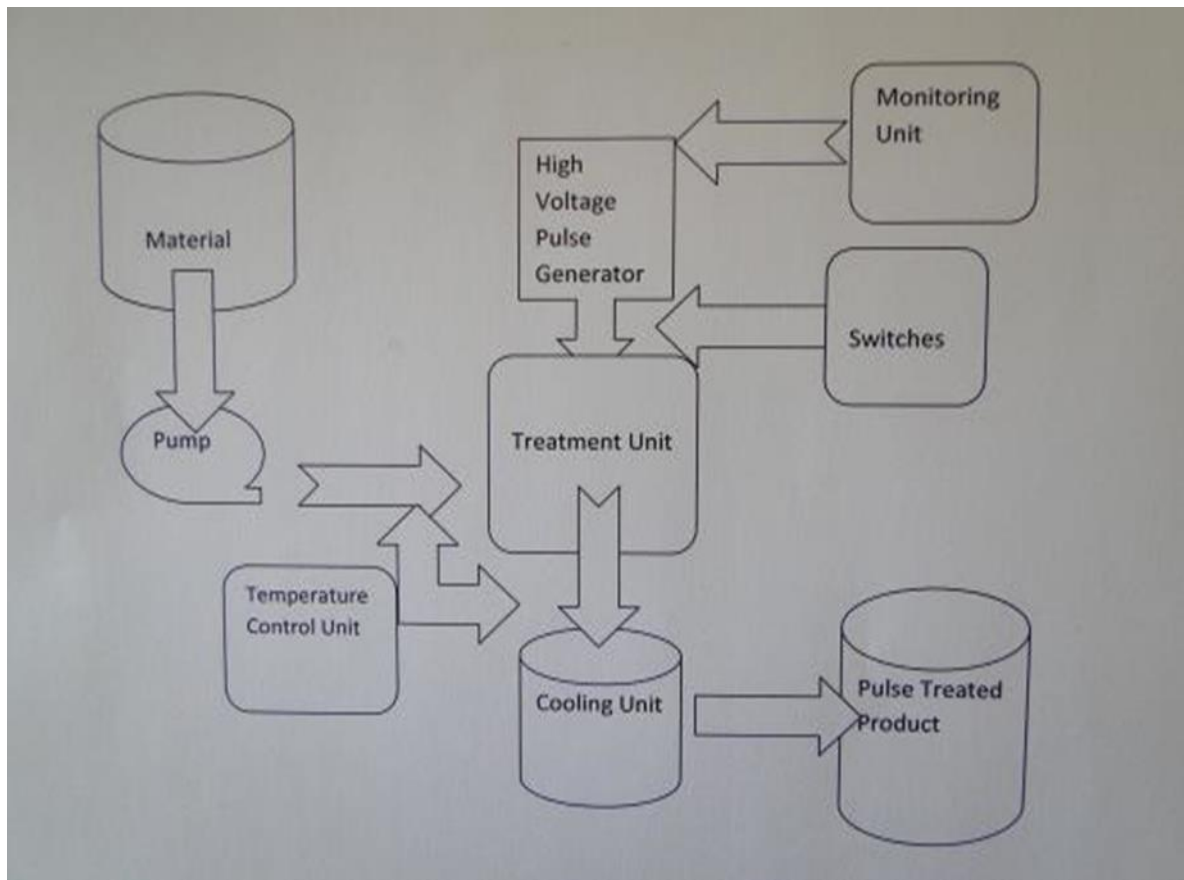 Material
Pump
Temperature
Control Unit
High
Voltage
Pulse
Generator
Treatment Unit
Cooling Unit
Monitoring
Unit
Switches
Pulse Treated
Product